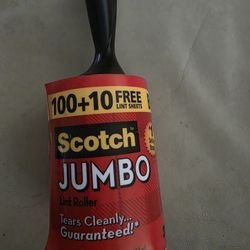 100+10 FREE
LINT SHEETS
Scotch
JUMBO
Lint Roller
Tears Cleanly...
Guaranteed!*